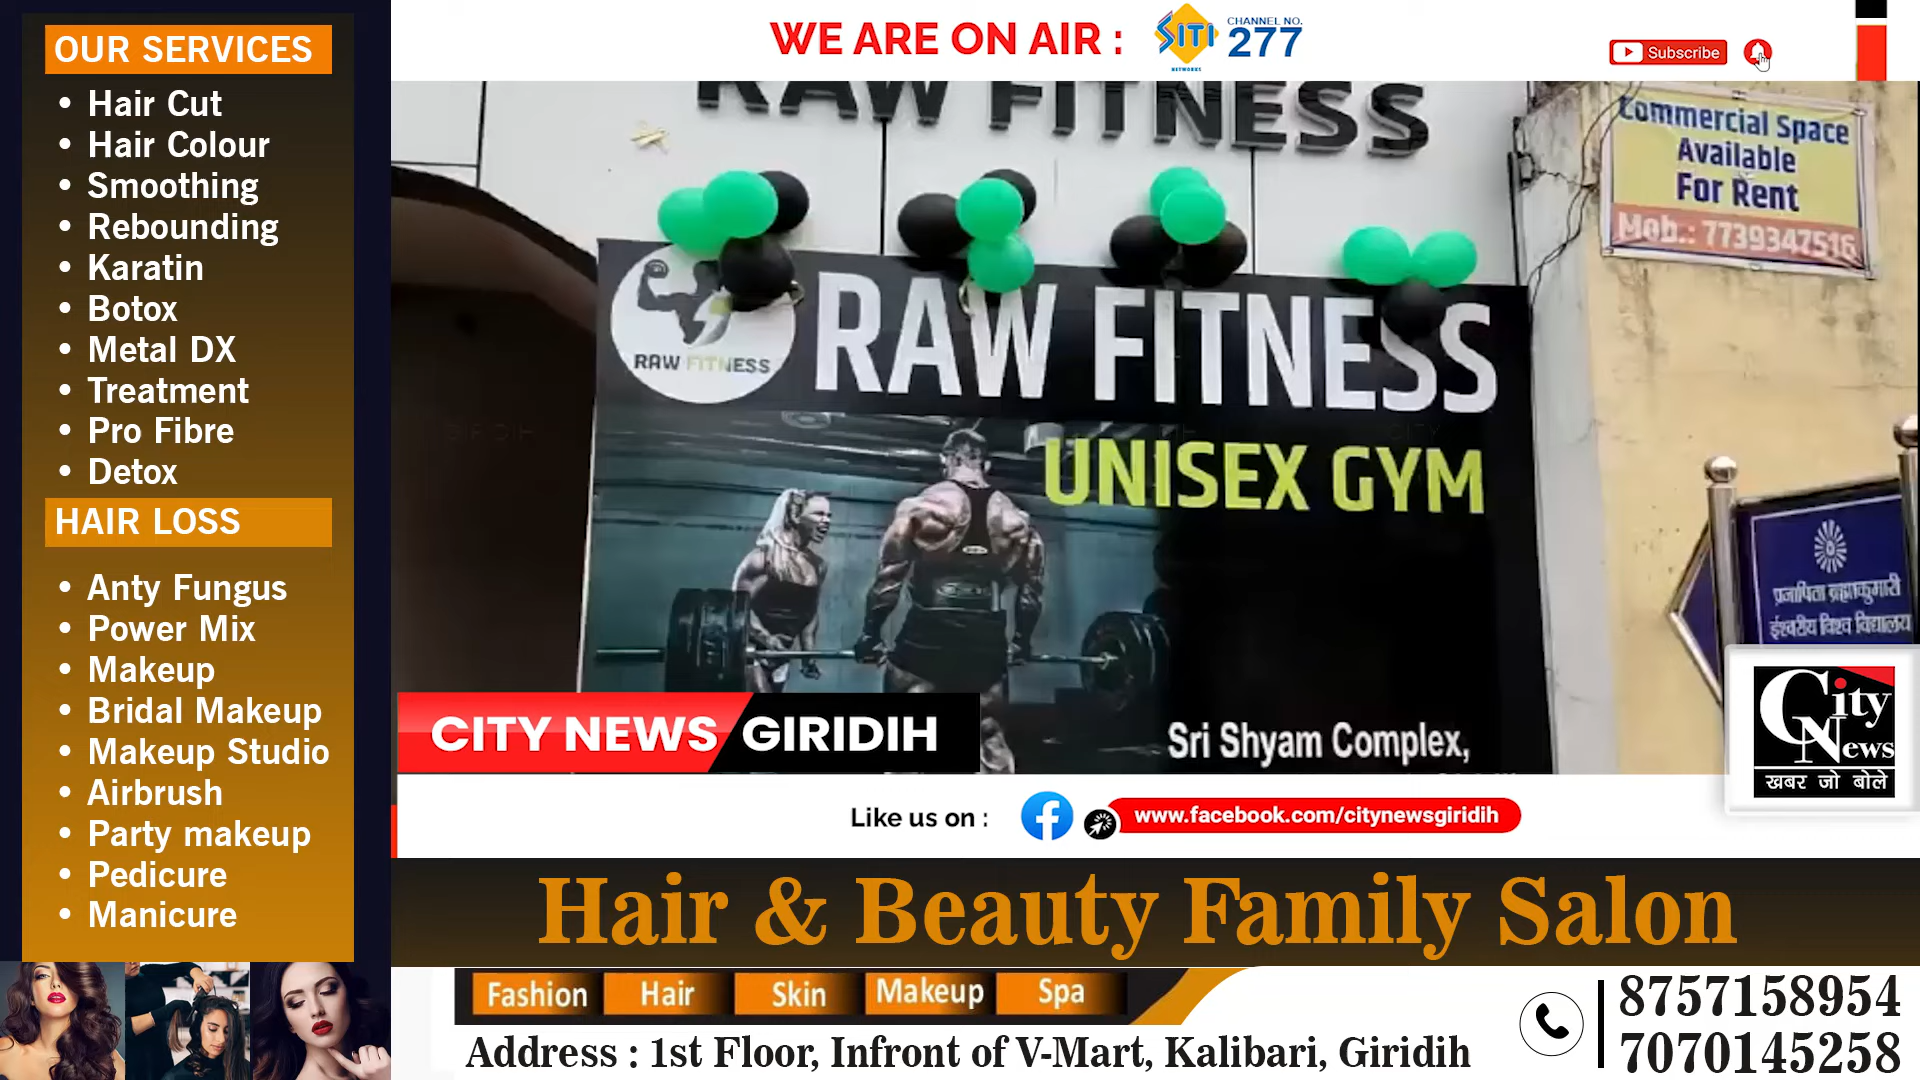 OUR SERVICES
• Hair Cut
• Hair Colour
• Smoothing
• Rebounding
• Karatin
• Botox
• Metal DX
• Treatment
• Pro Fibre
• Detox
HAIR LOSS
• Anty Fungus
• Power Mix
• Makeup
• Bridal Makeup
• Makeup Studio
• Airbrush
• Party makeup
• Pedicure
• Manicure
WE ARE ON AIR :
SITI
NETWORKS
CHANNEL NO.
277
Subscribe
RAW FITNESS
Commercial Space
Available
For Rent
Mob.: 7739347516
RAW FITNESS
RAW FITNESS
UNISEX GYM
Sri Shyam Complex,
प्रजापिता ब्रह्माकुमारी
ईश्वरीय विश्व विद्यालय
CITY NEWS GIRIDIH
City
News
खबर जो बोले
Like us on :
www.facebook.com/citynewsgiridih
Hair & Beauty Family Salon
Fashion Hair Skin Makeup Spa
Address : 1st Floor, Infront of V-Mart, Kalibari, Giridih
8757158954
7070145258